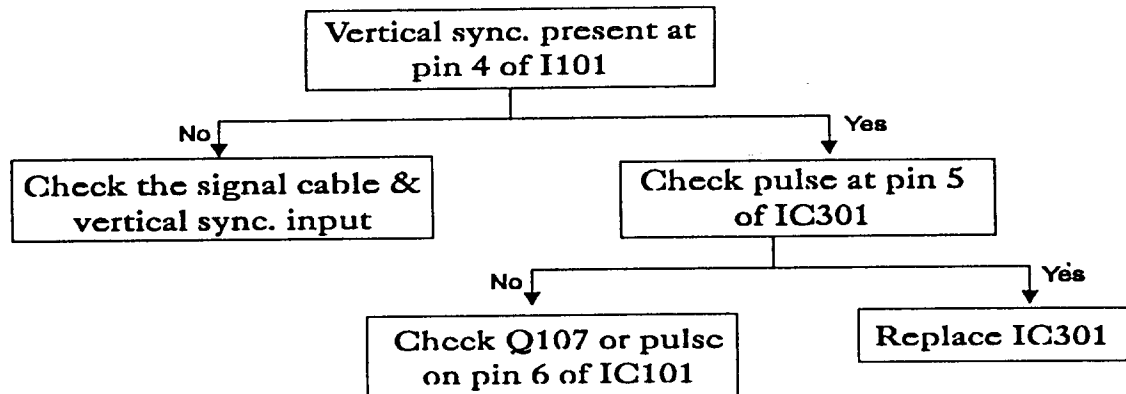 Vertical sync. present at
pin 4 of I101
No
Yes
Check the signal cable &
vertical sync. input
Check pulse at pin 5
of IC301
No
Yes
Check Q107 or pulse
on pin 6 of IC101
Replace IC301